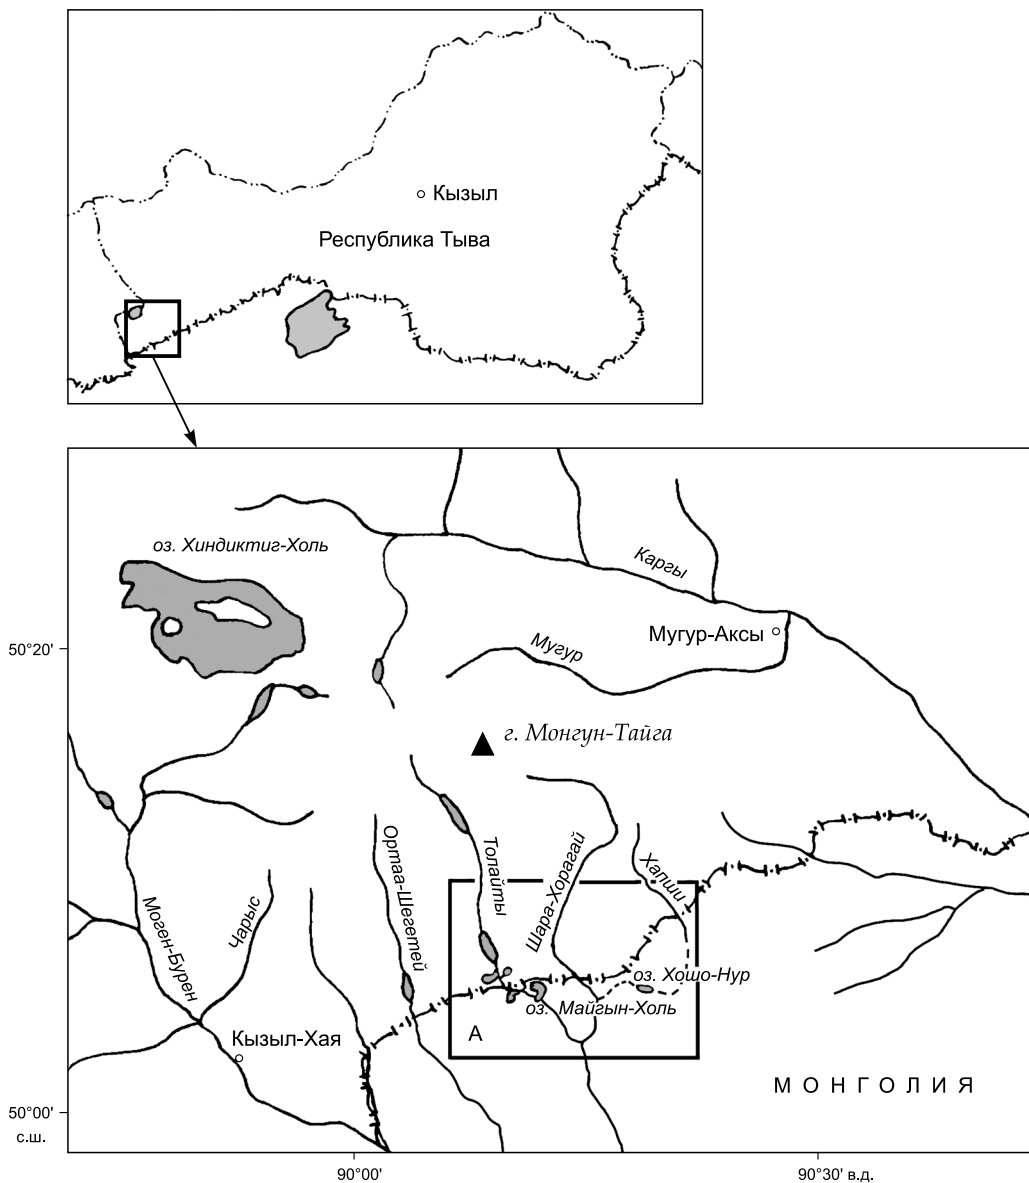 Кызыл
Республика Тыва
оз. Хиндиктиг-Холь
Каргы
Мугур-Аксы
50°20'
Мугур
г. Монгун-Тайга
Ортаа-Шегетей
Толайты
Шара-Хорагай
Хапши
Моген-Бурен
Чарыс
оз. Хошо-Нур
оз. Майгын-Холь
А
Кызыл-Хая
МОНГОЛИЯ
50°00'
с.ш.
90°00'
90°30' в.д.